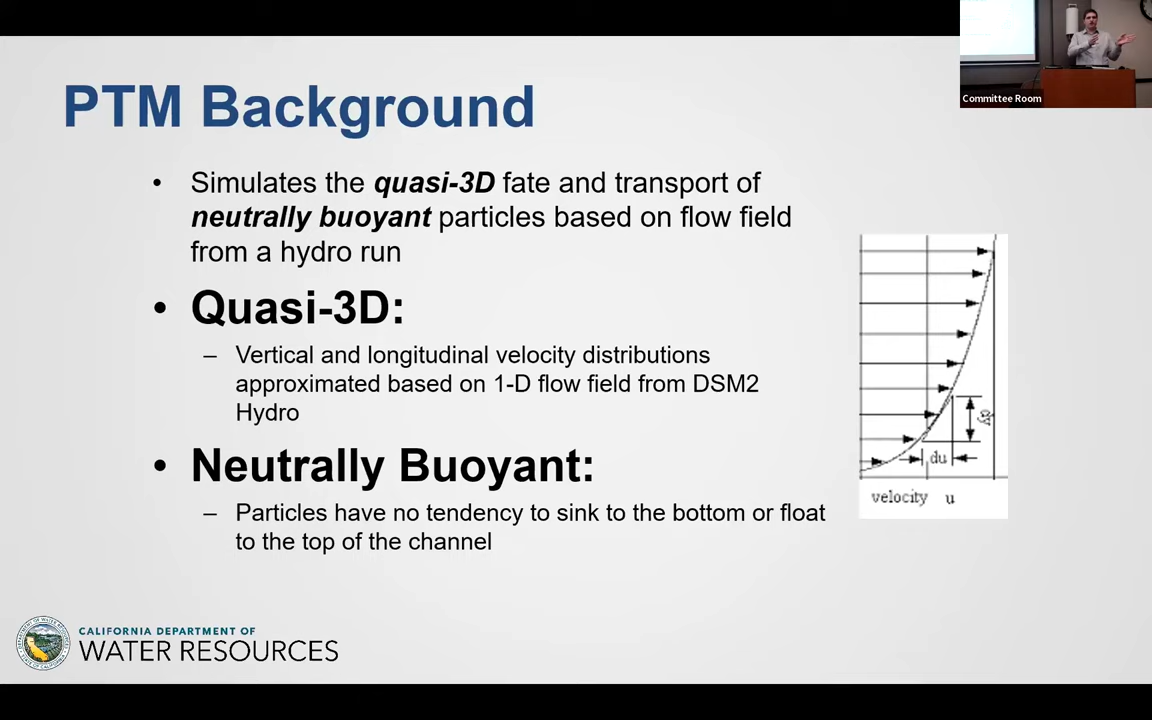 Committee Room
PTM Background
• Simulates the quasi-3D fate and transport of
neutrally buoyant particles based on flow field
from a hydro run
• Quasi-3D:
– Vertical and longitudinal velocity distributions
approximated based on 1-D flow field from DSM2
Hydro
• Neutrally Buoyant:
– Particles have no tendency to sink to the bottom or float
to the top of the channel
dy
du
velocity u
CALIFORNIA DEPARTMENT OF
WATER RESOURCES